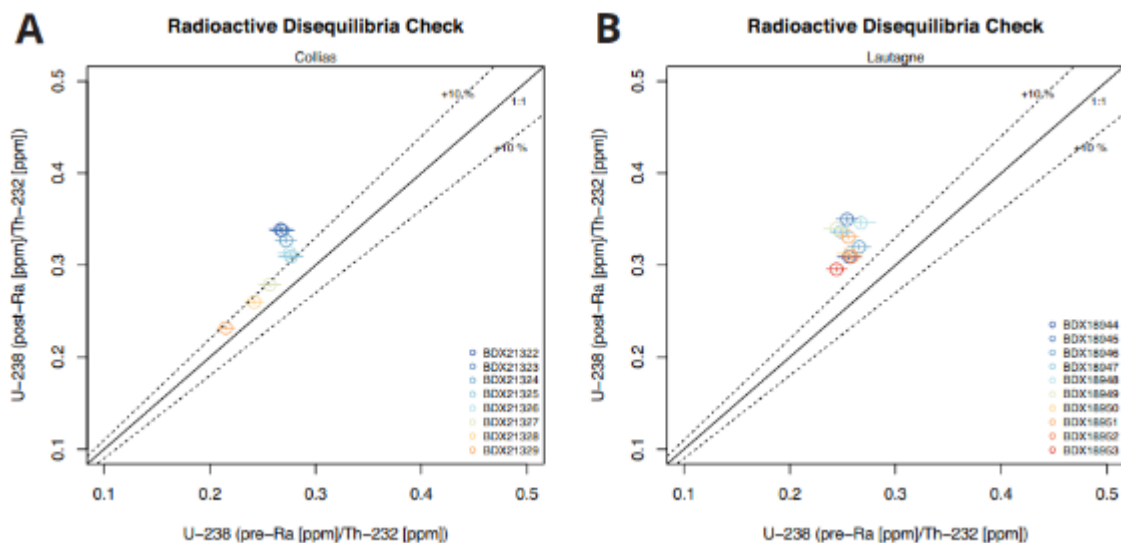 A
Radioactive Disequilibria Check
Collias
U-238 (post-Ra [ppm]/Th-232 [ppm])
0.5
0.4
0.3
0.2
0.1
+10 %
1:1
+10 %
BDX21322
BDX21323
BDX21324
BDX21325
BDX21326
BDX21327
BDX21328
BDX21329
0.1 0.2 0.3 0.4 0.5
U-238 (pre-Ra [ppm]/Th-232 [ppm])
B
Radioactive Disequilibria Check
Lautagne
U-238 (post-Ra [ppm]/Th-232 [ppm])
0.5
0.4
0.3
0.2
0.1
+10 %
1:1
+10 %
BDX18944
BDX18945
BDX18946
BDX18947
BDX18948
BDX18949
BDX18950
BDX18951
BDX18952
BDX18953
0.1 0.2 0.3 0.4 0.5
U-238 (pre-Ra [ppm]/Th-232 [ppm])